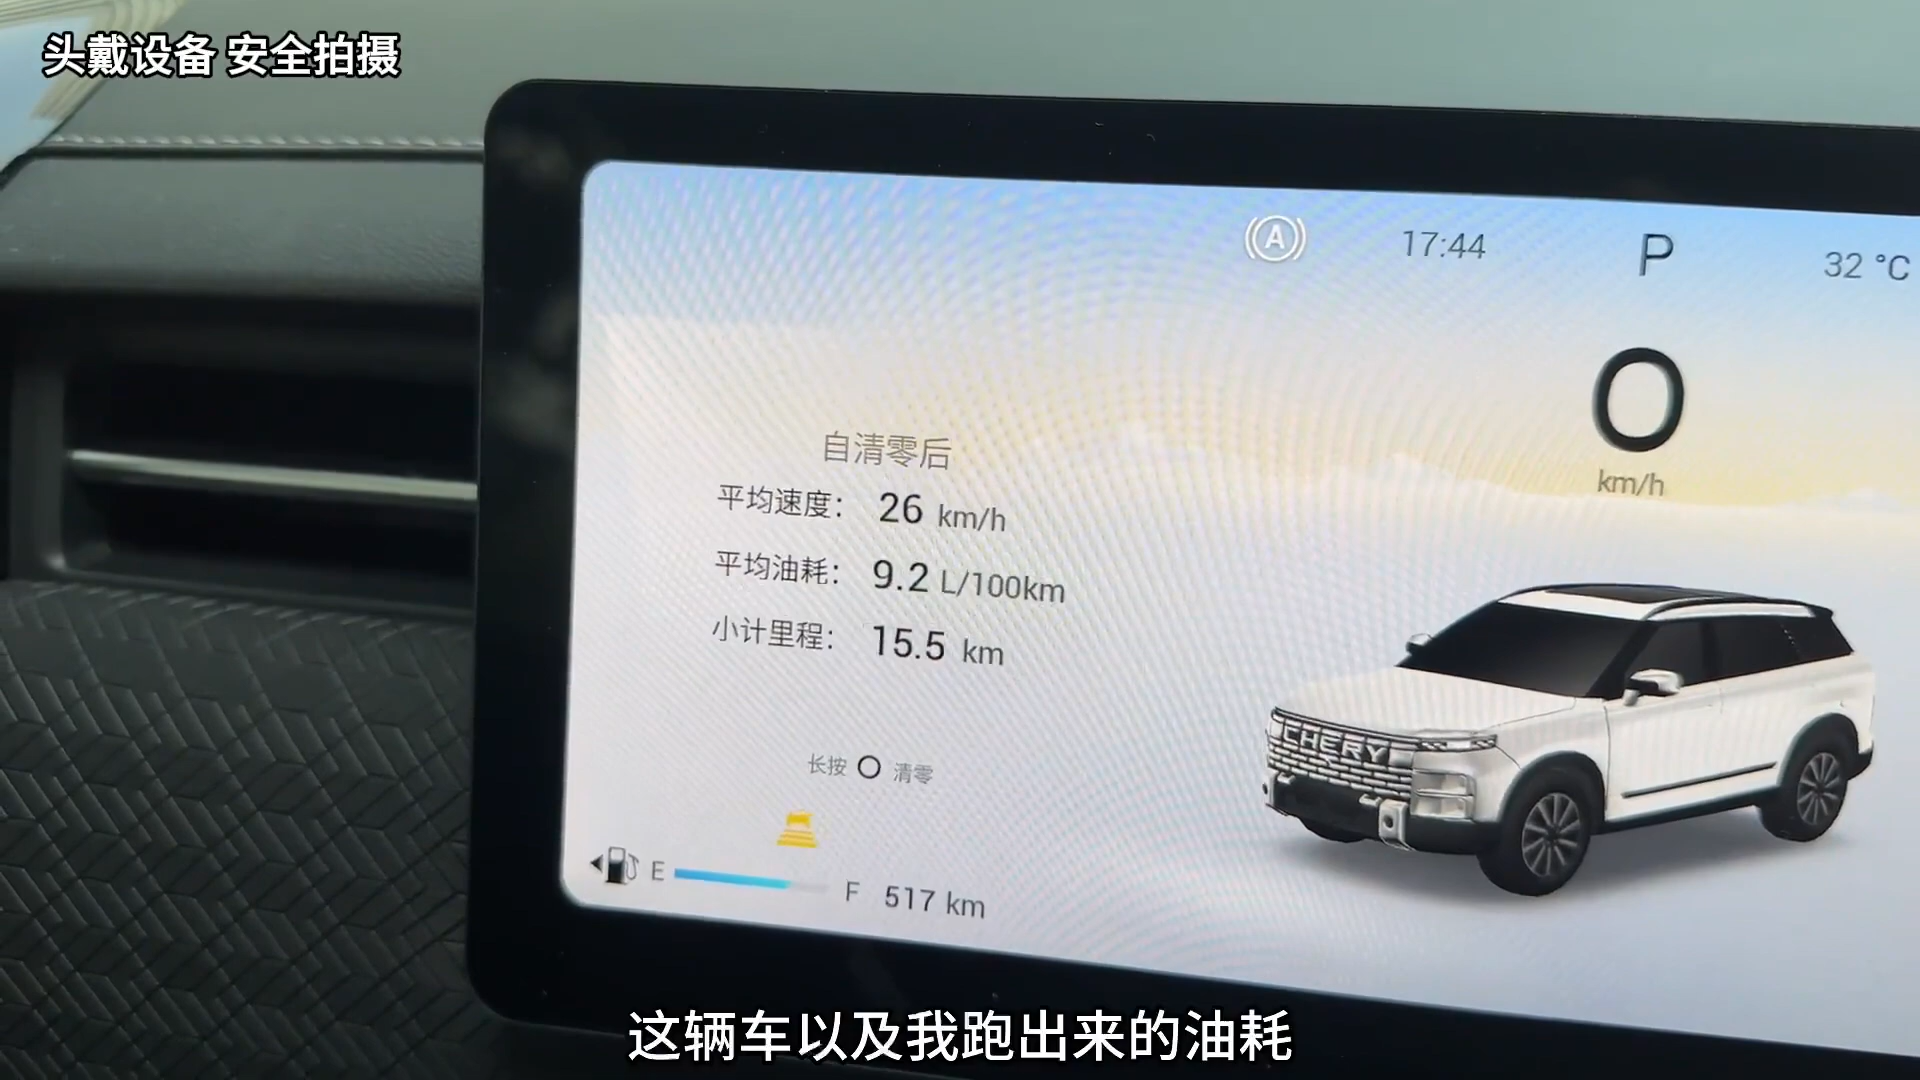 头戴设备 安全拍摄
A
17:44
P
32 °C
0
km/h
自清零后
平均速度: 26 km/h
平均油耗: 9.2 L/100km
小计里程: 15.5 km
长按 O 清零
CHERY
E
F 517 km
这辆车以及我跑出来的油耗